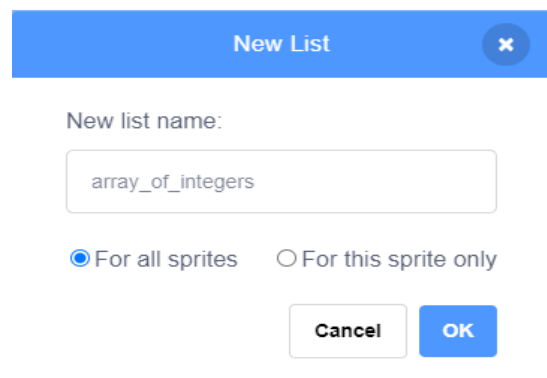 New List
New list name:
array_of_integers
For all sprites For this sprite only
Cancel OK